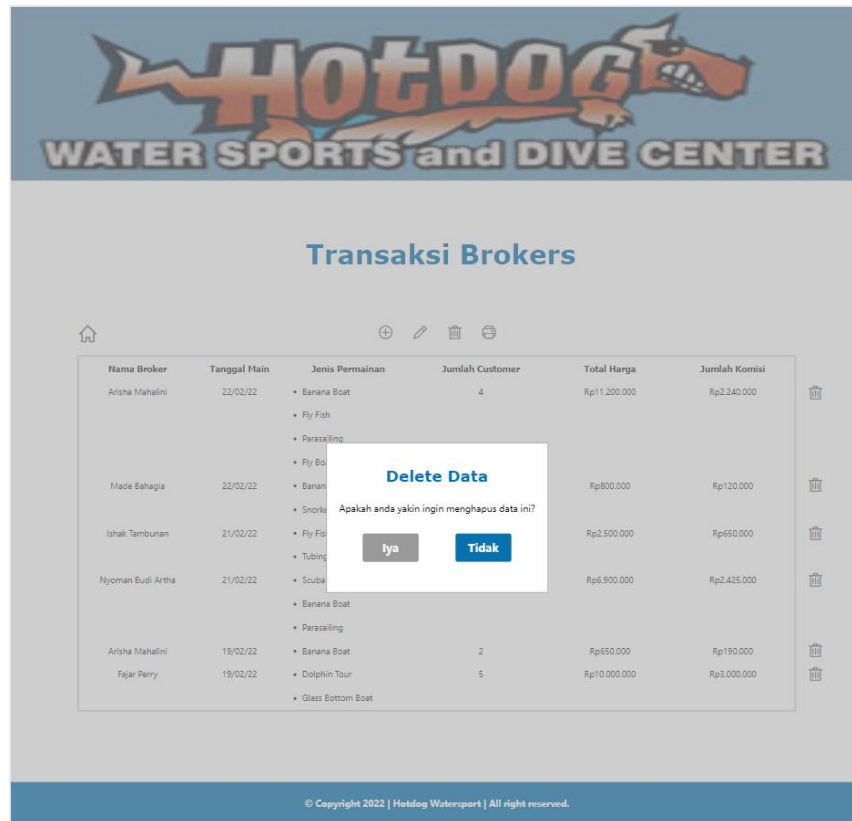 HOTDOG
WATER SPORTS and DIVE CENTER
Transaksi Brokers
Nama Broker Tanggal Main Jenis Permainan Jumlah Customer Total Harga Jumlah Komisi
Arisha Mahalini 22/02/22 • Banana Boat 4 Rp11.200.000 Rp2.240.000
• Fly Fish
• Parasailing
• Fly
Made Bahagia 22/02/22 • Rp800.000 Rp120.000
•
Ishak Tambunan 21/02/22 • Fly Rp2.500.000 Rp650.000
• Tubing
Nyoman Budi Artha 21/02/22 • Scuba Rp6.900.000 Rp2.425.000
• Banana Boat
• Parasailing
Arisha Mahalini 19/02/22 • Banana Boat 2 Rp650.000 Rp190.000
Fajar Perry 19/02/22 • Dolphin Tour 5 Rp10.000.000 Rp3.000.000
• Glass Bottom Boat
Delete Data
Apakah anda yakin ingin menghapus data ini?
Iya Tidak
© Copyright 2022 | Hotdog Watersport | All right reserved.